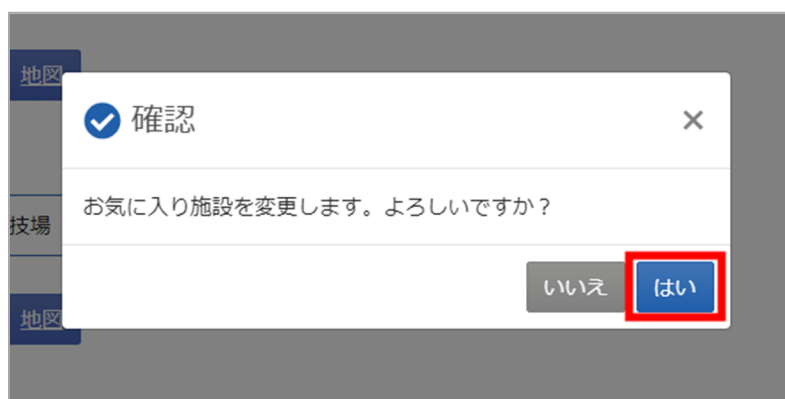 地図
確認
×
お気に入り施設を変更します。よろしいですか？
技場
いいえ はい
地図